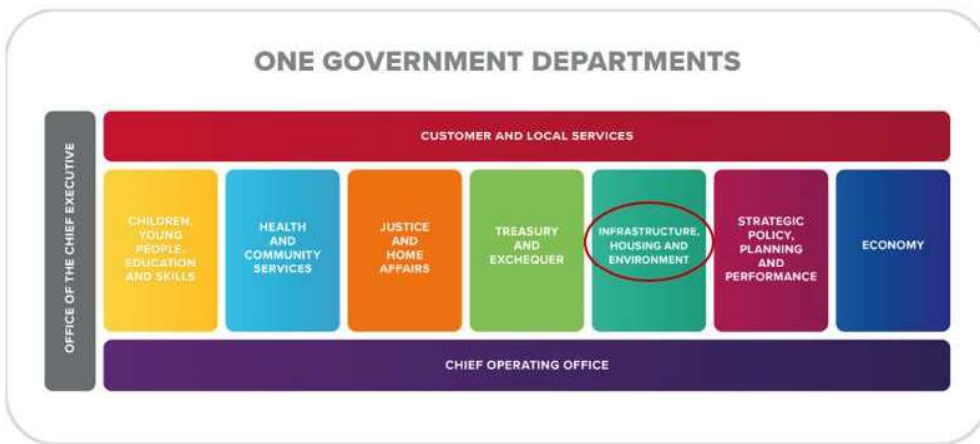 ONE GOVERNMENT DEPARTMENTS
OFFICE OF THE CHIEF EXECUTIVE
CUSTOMER AND LOCAL SERVICES
CHILDREN,
YOUNG
PEOPLE,
EDUCATION
AND SKILLS
HEALTH
AND
COMMUNITY
SERVICES
JUSTICE
AND
HOME
AFFAIRS
TREASURY
AND
EXCHEQUER
INFRASTRUCTURE,
HOUSING AND
ENVIRONMENT
STRATEGIC
POLICY,
PLANNING
AND
PERFORMANCE
ECONOMY
CHIEF OPERATING OFFICE